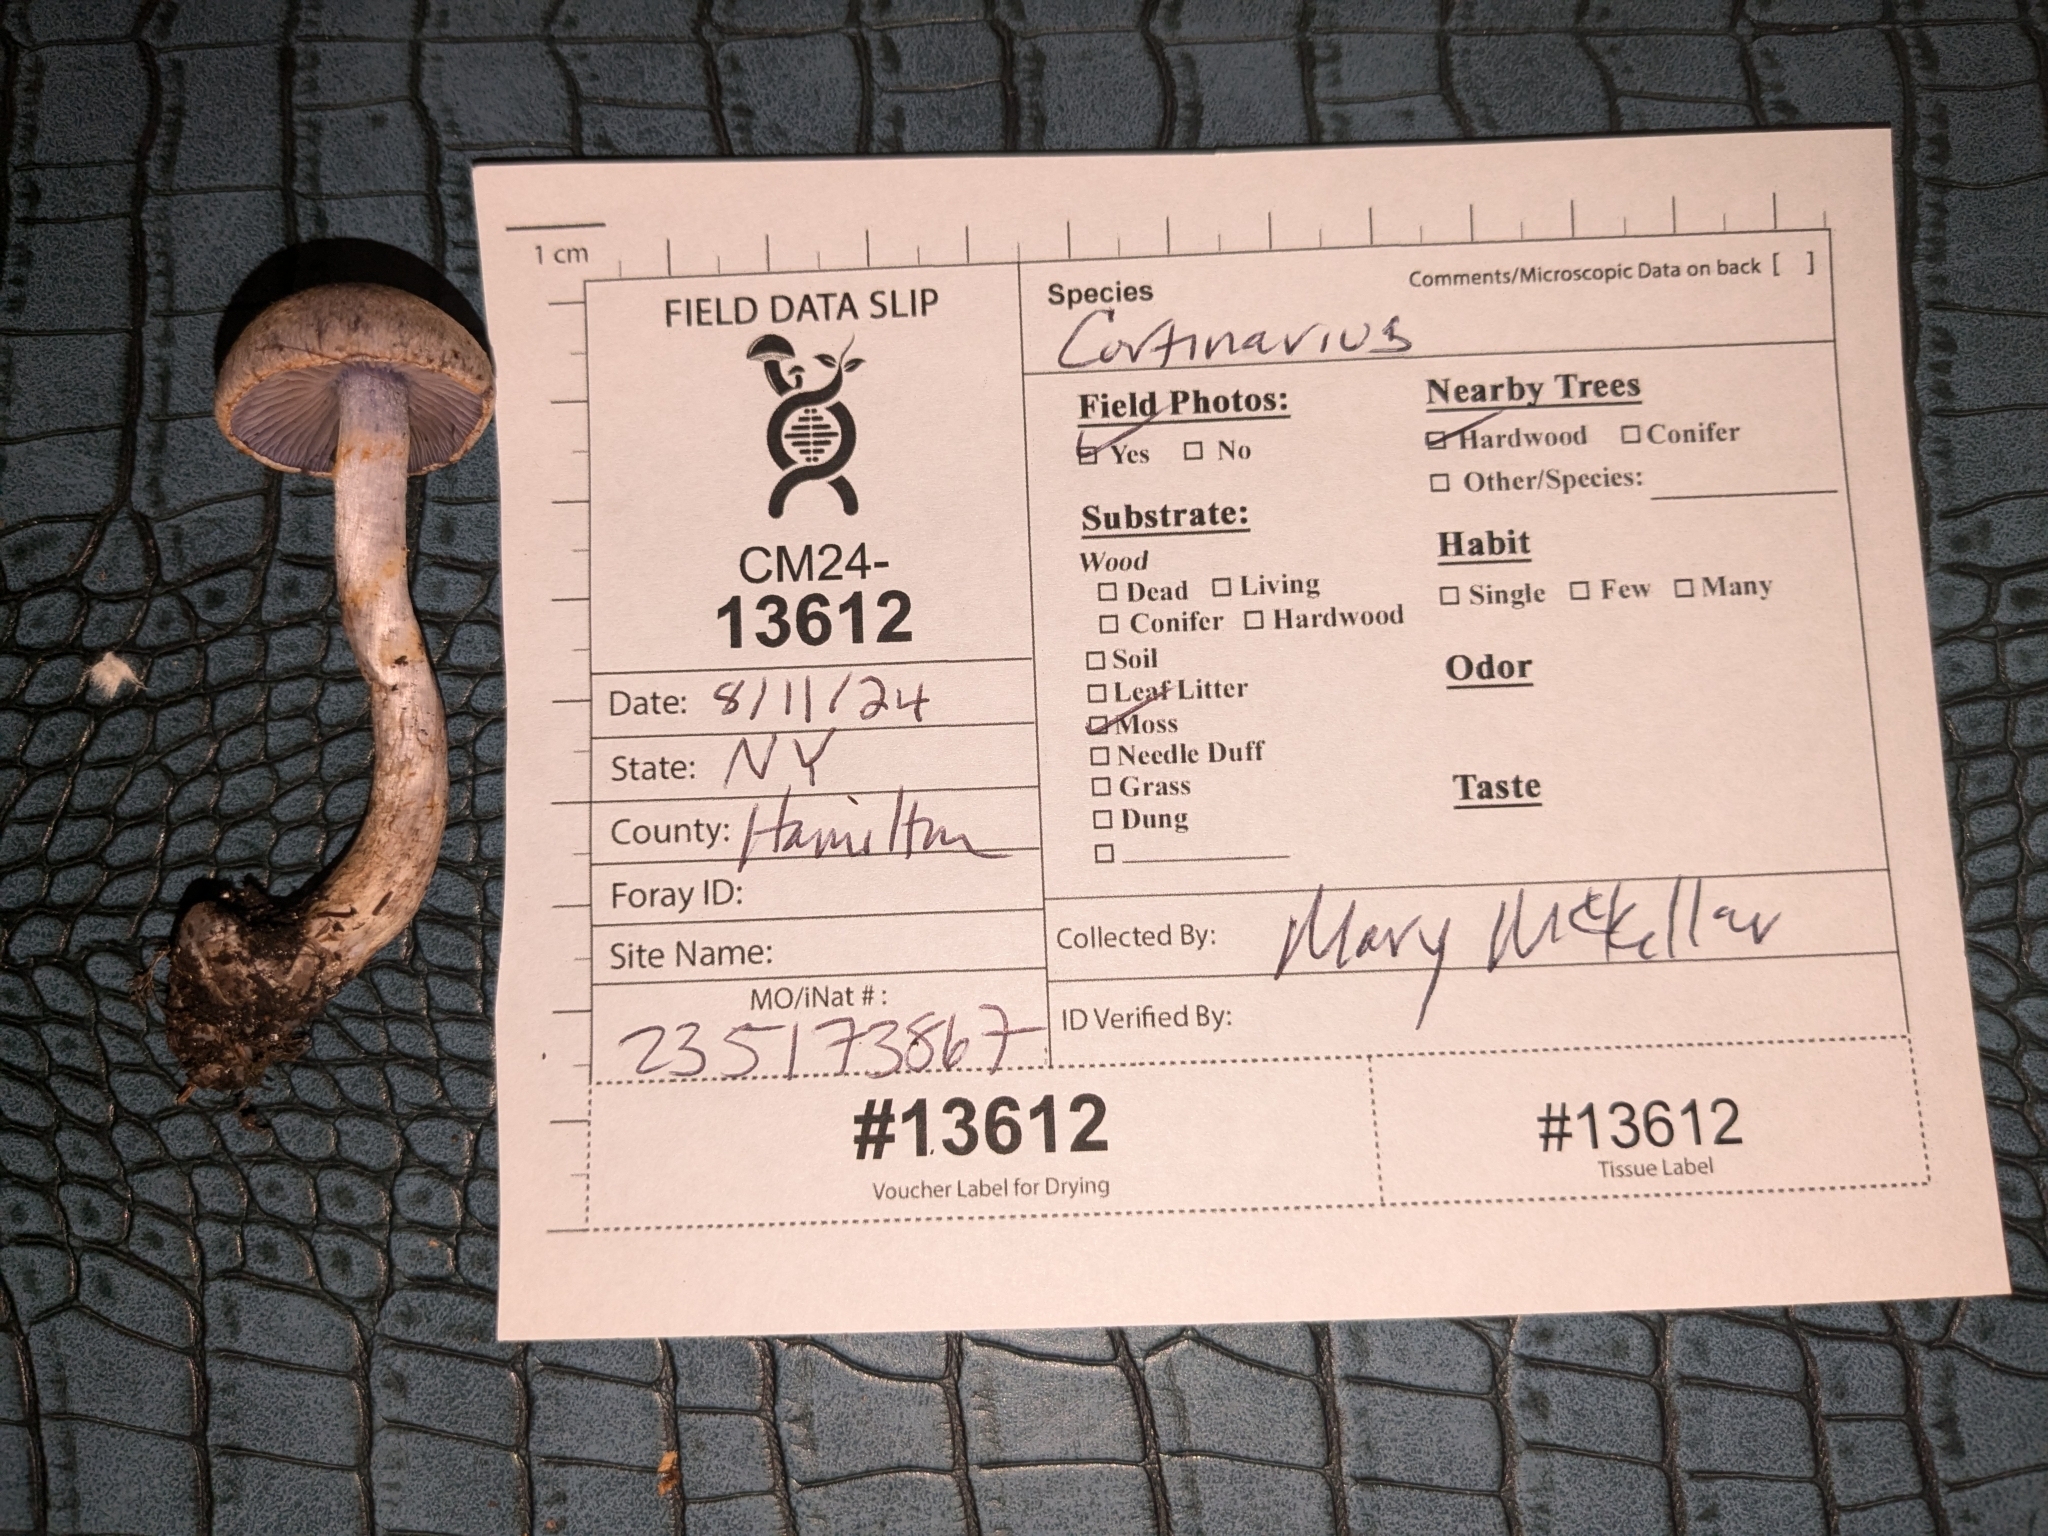 1 cm
FIELD DATA SLIP
CM24-
13612
Date: 8/11/24
State: NY
County: Hamilton
Foray ID:
Site Name:
MO/iNat #:
235173867
Species
Comments/Microscopic Data on back [ ]
Cortinarius
Field Photos:
Yes No
Substrate:
Wood
Dead Living
Conifer Hardwood
Soil
Leaf Litter
Moss
Needle Duff
Grass
Dung
Nearby Trees
Hardwood Conifer
Other/Species:
Habit
Single Few Many
Odor
Taste
Collected By: Mary McKellar
ID Verified By:
#13612
Voucher Label for Drying
#13612
Tissue Label